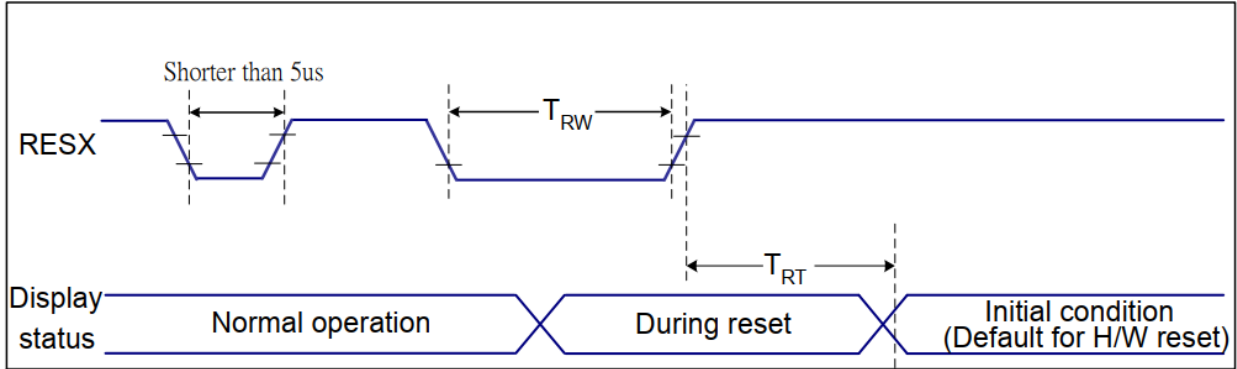 Shorter than 5us
RESX
TRW
TRT
Display
status
Normal operation
During reset
Initial condition
(Default for H/W reset)